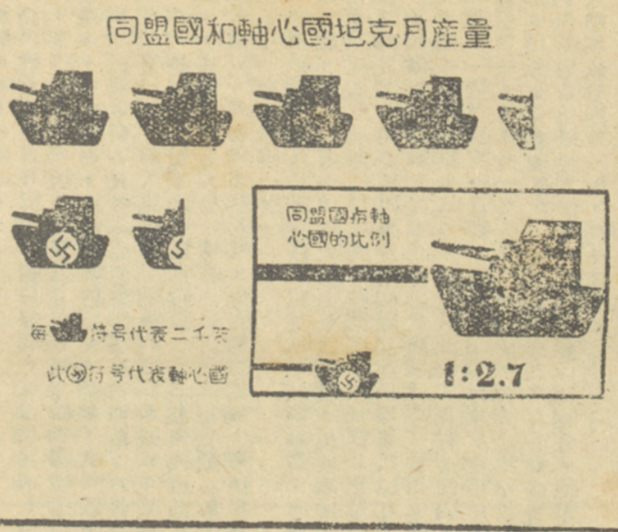 同盟國和軸心國坦克月產量
同盟國和軸
心國的比例
每 符号代表二千架
此 符号代表軸心國
1:2.7